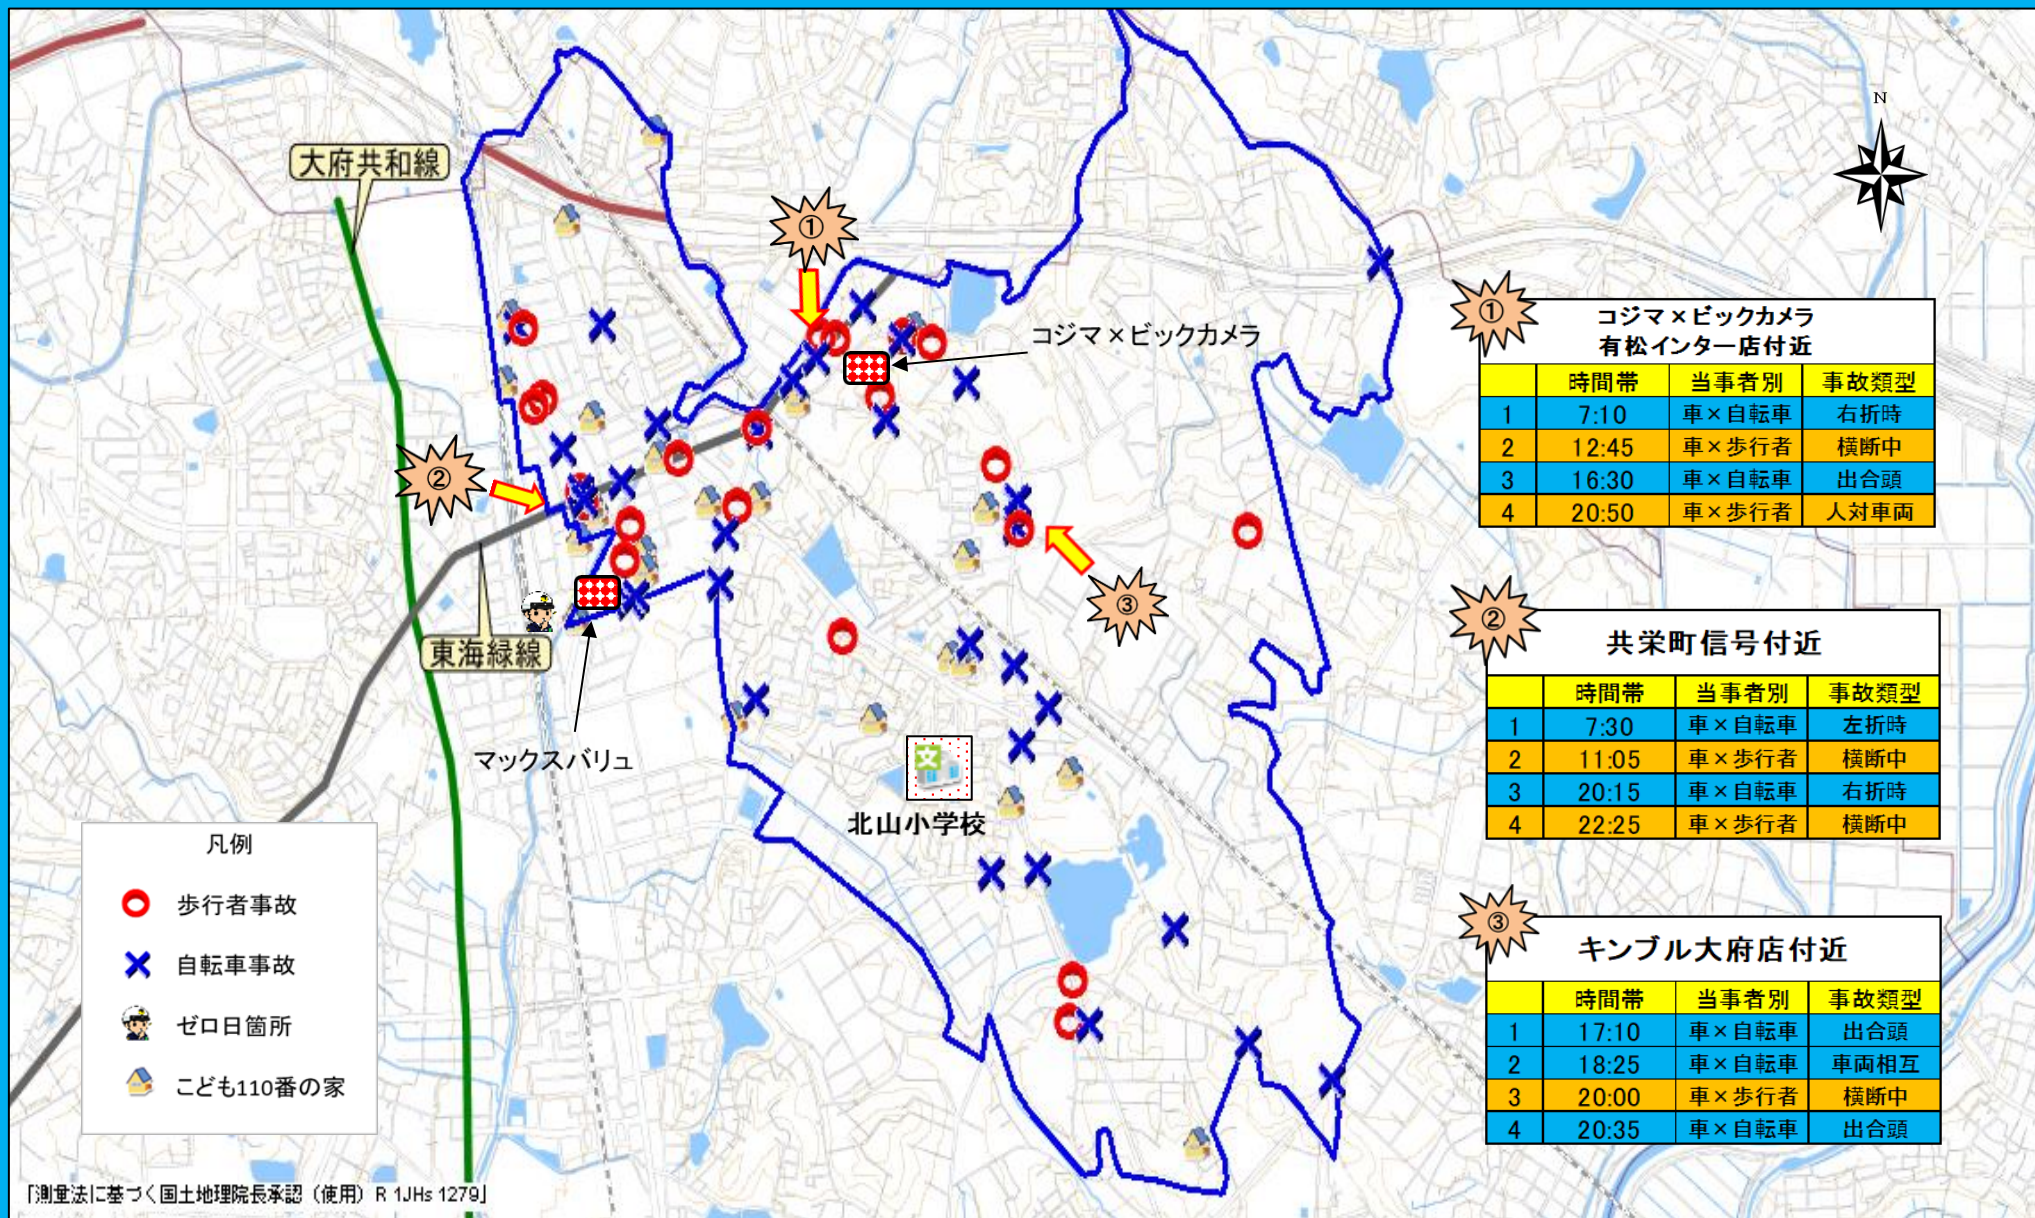 N
大府共和線
①
コジマ×ビックカメラ
②
③
東海緑線
マックスバリュ
文
北山小学校
凡例
歩行者事故
自転車事故
ゼロ日箇所
こども110番の家
「測量法に基づく国土地理院長承認（使用）R 1JHs 1279」
①
コジマ×ビックカメラ
有松インター店付近
時間帯 当事者別 事故類型
1 7:10 車×自転車 右折時
2 12:45 車×歩行者 横断中
3 16:30 車×自転車 出合頭
4 20:50 車×歩行者 人対車両
②
共栄町信号付近
時間帯 当事者別 事故類型
1 7:30 車×自転車 左折時
2 11:05 車×歩行者 横断中
3 20:15 車×自転車 右折時
4 22:25 車×歩行者 横断中
③
キンブル大府店付近
時間帯 当事者別 事故類型
1 17:10 車×自転車 出合頭
2 18:25 車×自転車 車両相互
3 20:00 車×歩行者 横断中
4 20:35 車×自転車 出合頭